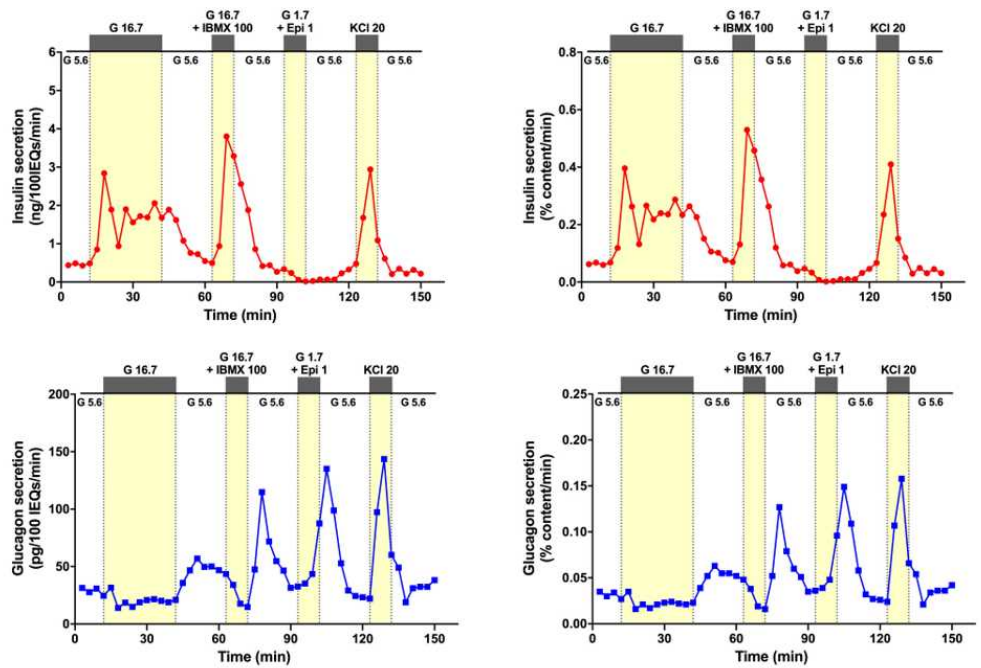 G 16.7
G 16.7
+ IBMX 100
G 1.7
+ Epi 1
KCl 20
G 5.6
G 5.6
G 5.6
G 5.6
G 5.6
6
5
4
3
2
1
0
Insulin secretion
(ng/100IEQs/min)
0
30
60
90
120
150
Time (min)
G 16.7
G 16.7
+ IBMX 100
G 1.7
+ Epi 1
KCl 20
G 5.6
G 5.6
G 5.6
G 5.6
G 5.6
0.8
0.6
0.4
0.2
0.0
Insulin secretion
(% content/min)
0
30
60
90
120
150
Time (min)
G 16.7
G 16.7
+ IBMX 100
G 1.7
+ Epi 1
KCl 20
G 5.6
G 5.6
G 5.6
G 5.6
G 5.6
200
150
100
50
0
Glucagon secretion
(pg/100 IEQs/min)
0
30
60
90
120
150
Time (min)
G 16.7
G 16.7
+ IBMX 100
G 1.7
+ Epi 1
KCl 20
G 5.6
G 5.6
G 5.6
G 5.6
G 5.6
0.25
0.20
0.15
0.10
0.05
0.00
Glucagon secretion
(% content/min)
0
30
60
90
120
150
Time (min)